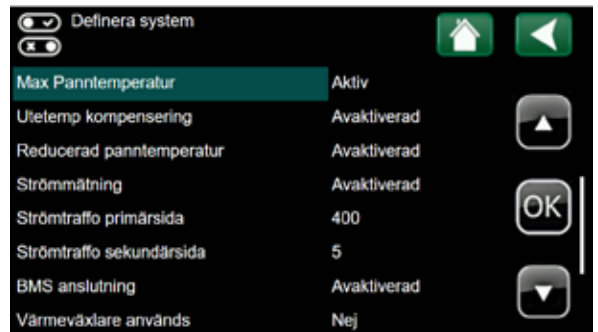 Definera system
Max Panntemperatur Aktiv
Utetemp kompensering Avaktiverad
Reducerad panntemperatur Avaktiverad
Strömmätning Avaktiverad
Strömtraffo primärsida 400
Strömtraffo sekundärsida 5
BMS anslutning Avaktiverad
Värmeväxlare används Nej
OK